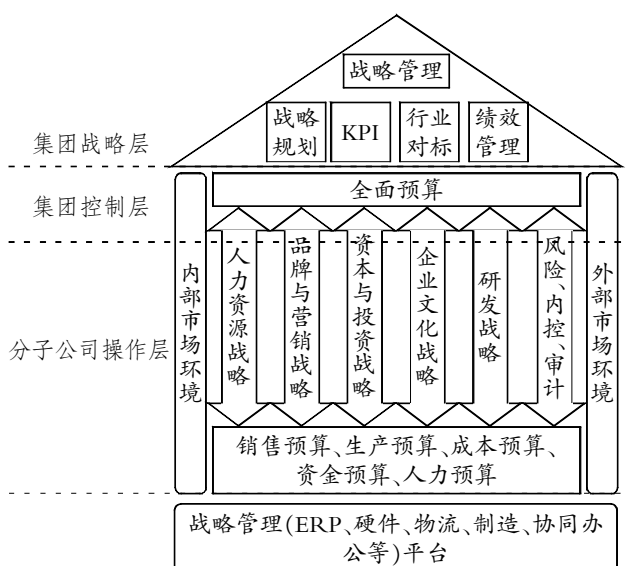 战略管理
战略
规划
KPI
行业
对标
绩效
管理
集团战略层
全面预算
集团控制层
内部市场环境
人力资源战略
品牌与营销战略
资本与投资战略
企业文化战略
研发战略
风险、内控、审计
外部市场环境
分子公司操作层
销售预算、生产预算、成本预算、
资金预算、人力预算
战略管理(ERP、硬件、物流、制造、协同办
公等)平台